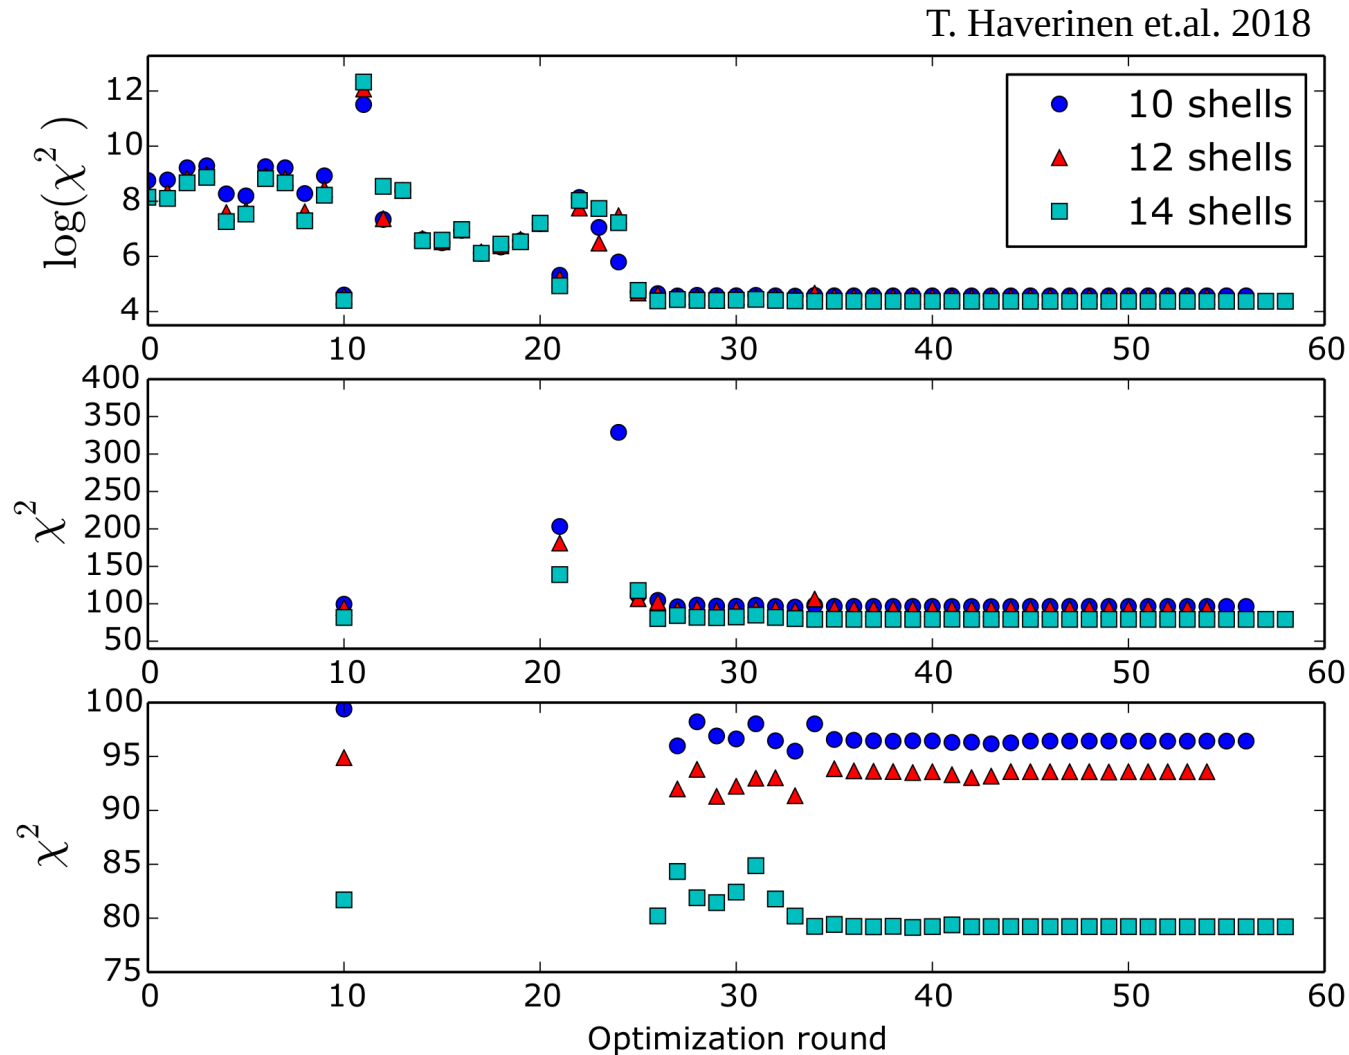 T. Haverinen et.al. 2018
log(χ²)
12
10
8
6
4
10 shells
12 shells
14 shells
0 10 20 30 40 50 60
χ²
400
350
300
250
200
150
100
50
0 10 20 30 40 50 60
χ²
100
95
90
85
80
75
0 10 20 30 40 50 60
Optimization round